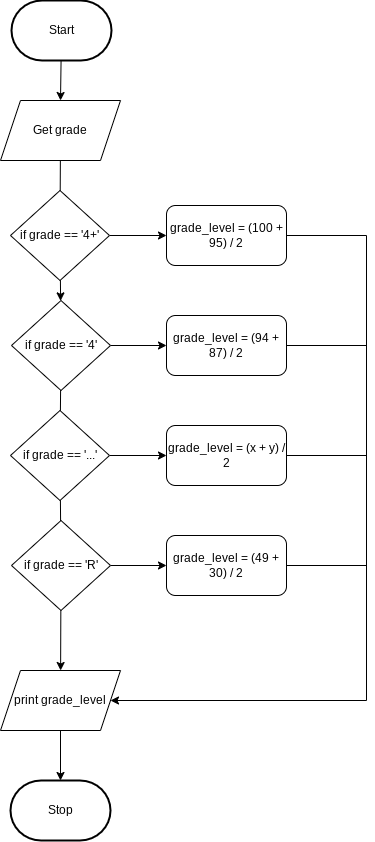 Start
Get grade
if grade == '4+'
grade_level = (100 +
95) / 2
if grade == '4'
grade_level = (94 +
87) / 2
if grade == '...'
grade_level = (x + y) /
2
if grade == 'R'
grade_level = (49 +
30) / 2
print grade_level
Stop